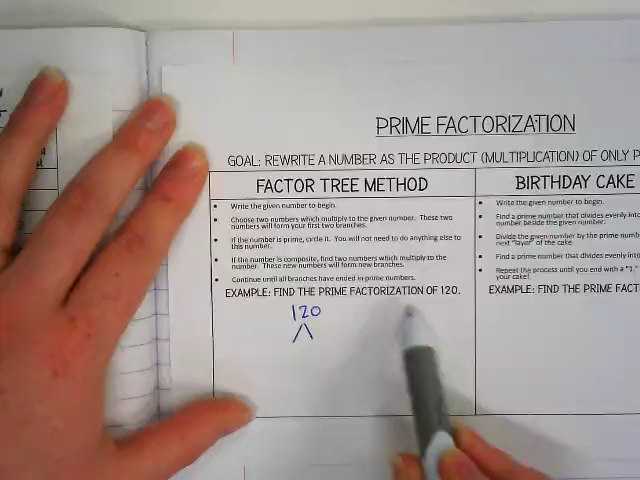 PRIME FACTORIZATION
GOAL: REWRITE A NUMBER AS THE PRODUCT (MULTIPLICATION) OF ONLY P
FACTOR TREE METHOD
• Write the given number to begin.
• Choose two numbers which multiply to the given number. These two
numbers will form your first two branches.
• If the number is prime, circle it. You will not need to do anything else to
this number.
• If the number is composite, find two numbers which multiply to the
number. These new numbers will form new branches.
• Continue until all branches have ended in prime numbers.
EXAMPLE: FIND THE PRIME FACTORIZATION OF 120.
120
BIRTHDAY CAKE
• Write the given number to begin.
• Find a prime number that divides evenly into
number beside the given number.
• Divide the given number by the prime numb
next "layer" of the cake.
• Find a prime number that divides evenly into
• Repeat the process until you end with a "1."
your cake!
EXAMPLE: FIND THE PRIME FACT